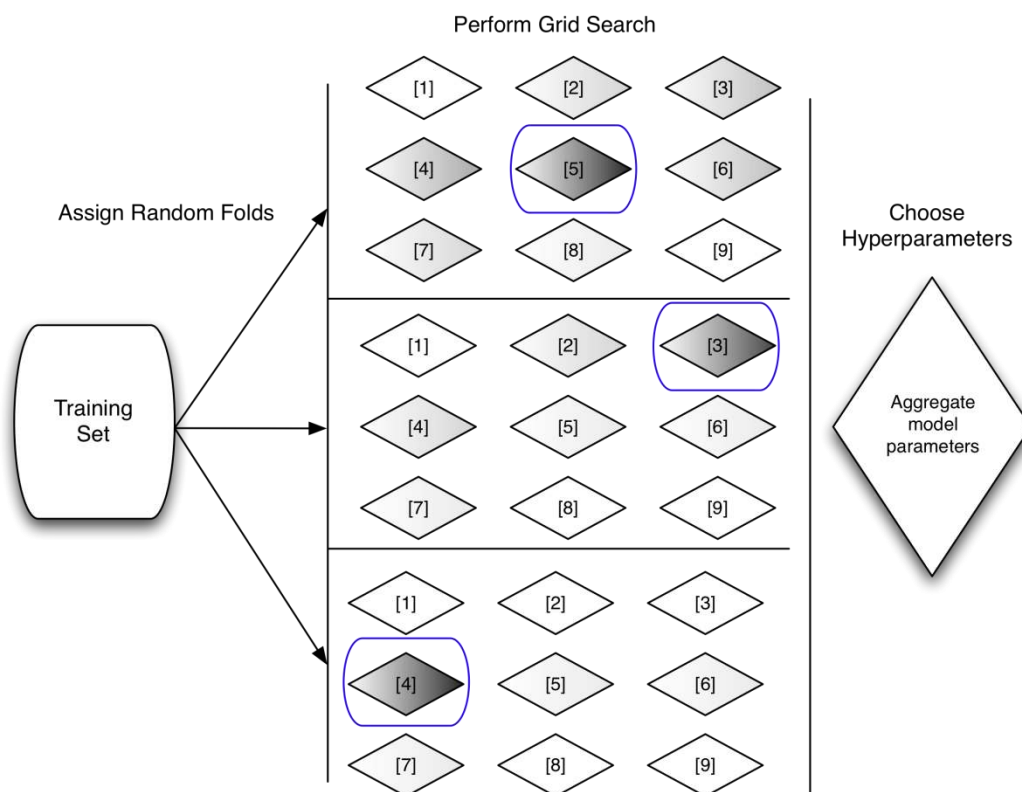 Perform Grid Search
[1] [2] [3]
[4] [5] [6]
[7] [8] [9]
Assign Random Folds
Choose
Hyperparameters
[1] [2] [3]
[4] [5] [6]
[7] [8] [9]
Training
Set
Aggregate
model
parameters
[1] [2] [3]
[4] [5] [6]
[7] [8] [9]